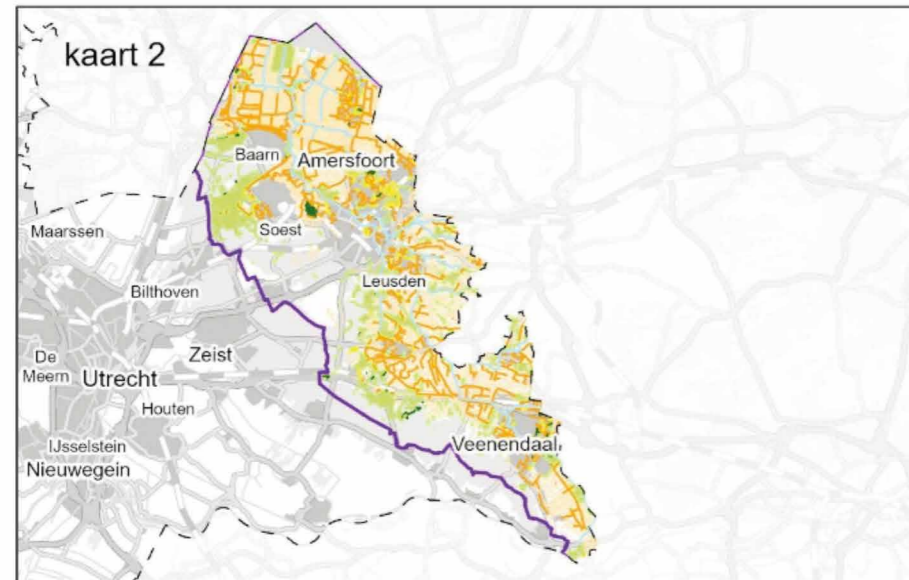 kaart 2
Baarn
Amersfoort
Maarssen
Soest
Leusden
Bilthoven
De
Meern
Zeist
Utrecht
Houten
IJsselstein
Nieuwegein
Veenendaal